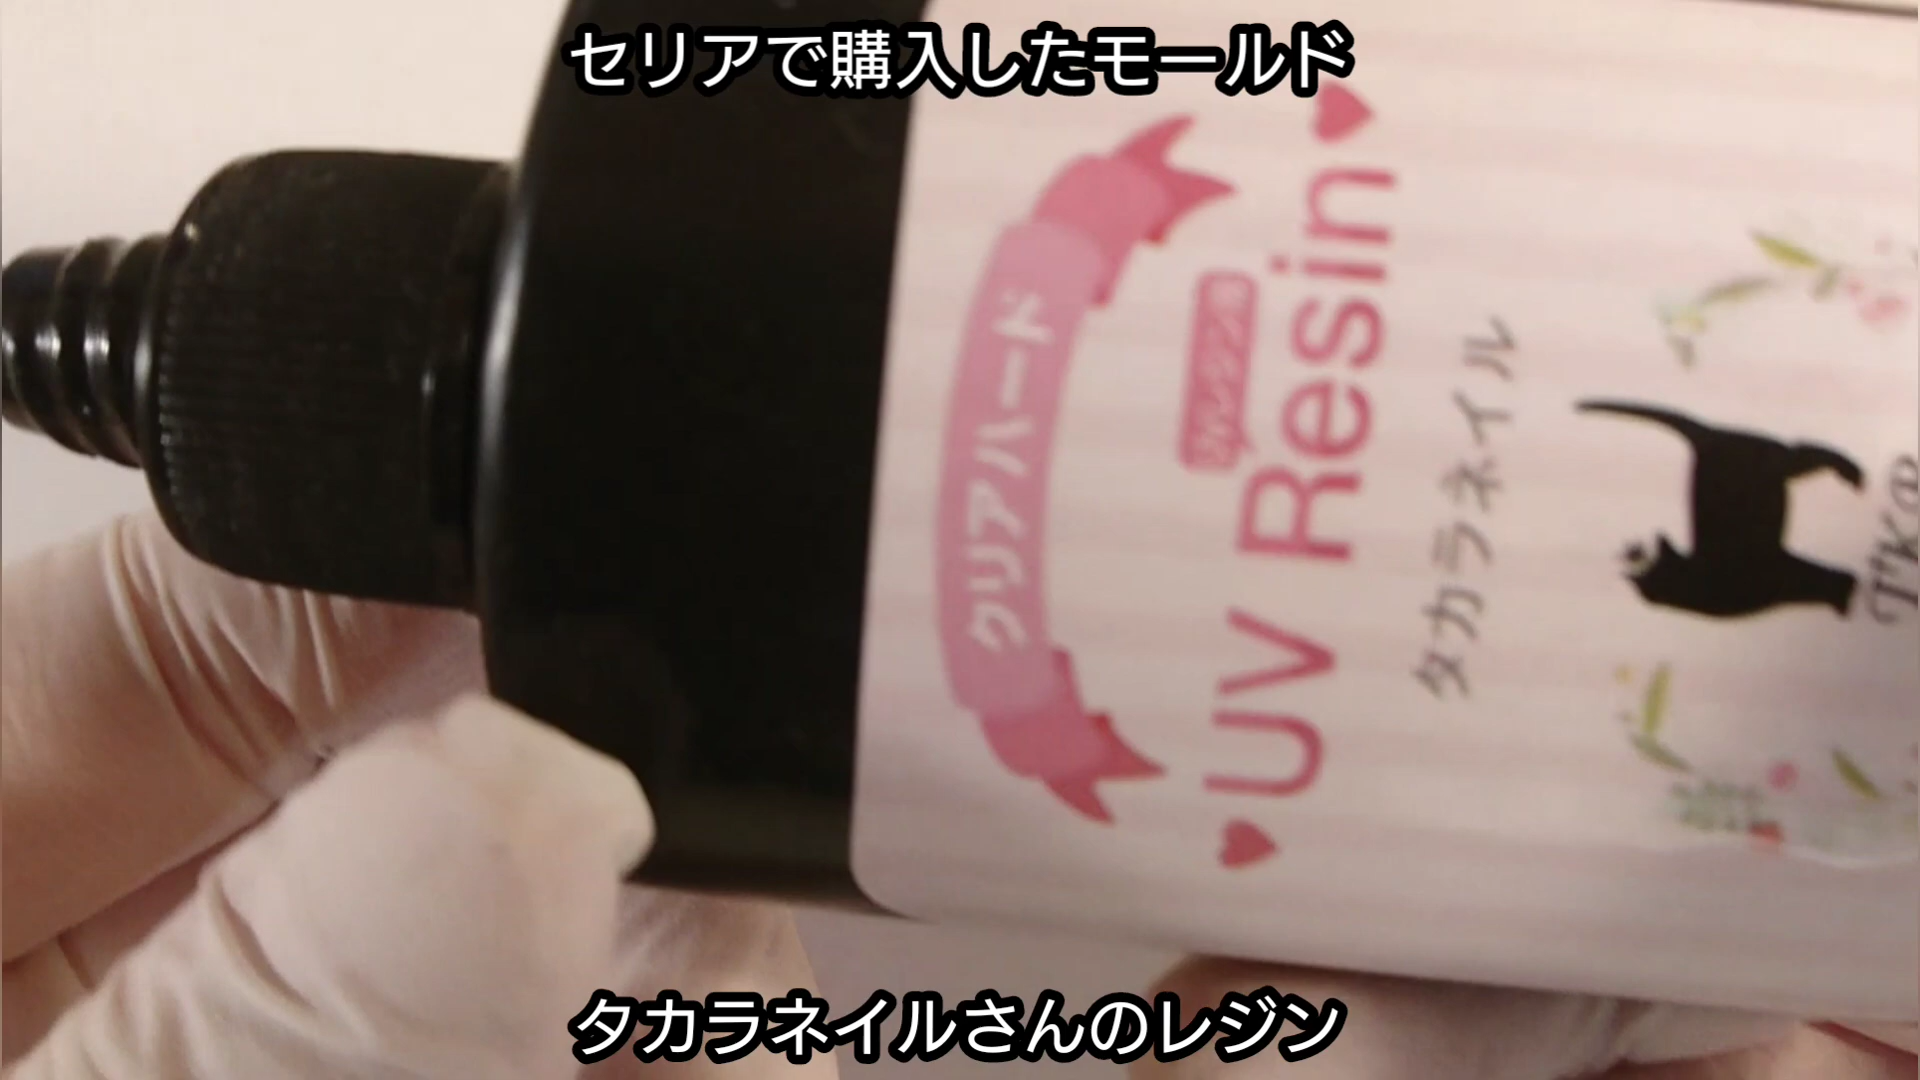 セリアで購入したモールド
クリアハード
UV Resin
タカラネイル
タカラネイルさんのレジン